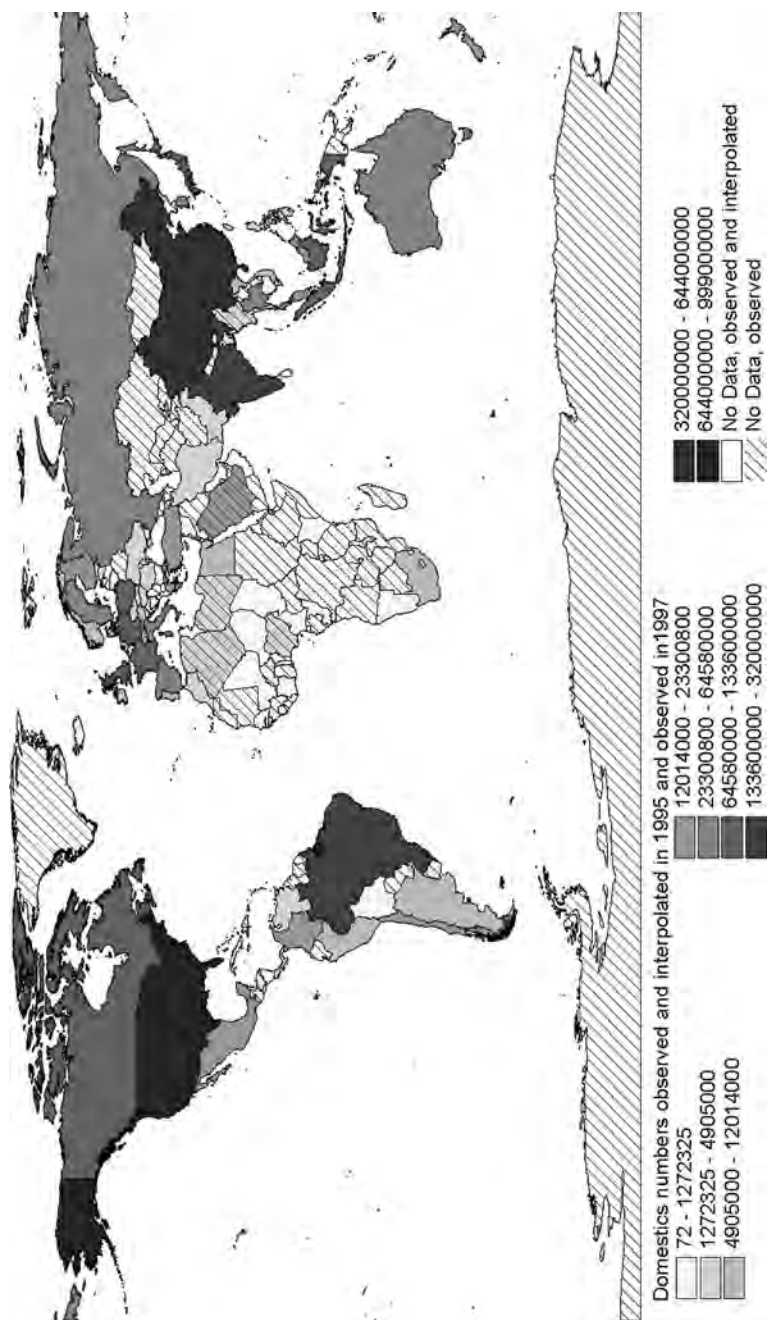 Domestics numbers observed and interpolated in 1995 and observed in1997
72 - 1272325
1272325 - 4905000
4905000 - 12014000
12014000 - 23300800
23300800 - 64580000
64580000 - 133600000
133600000 - 320000000
320000000 - 644000000
644000000 - 999000000
No Data, observed and interpolated
No Data, observed